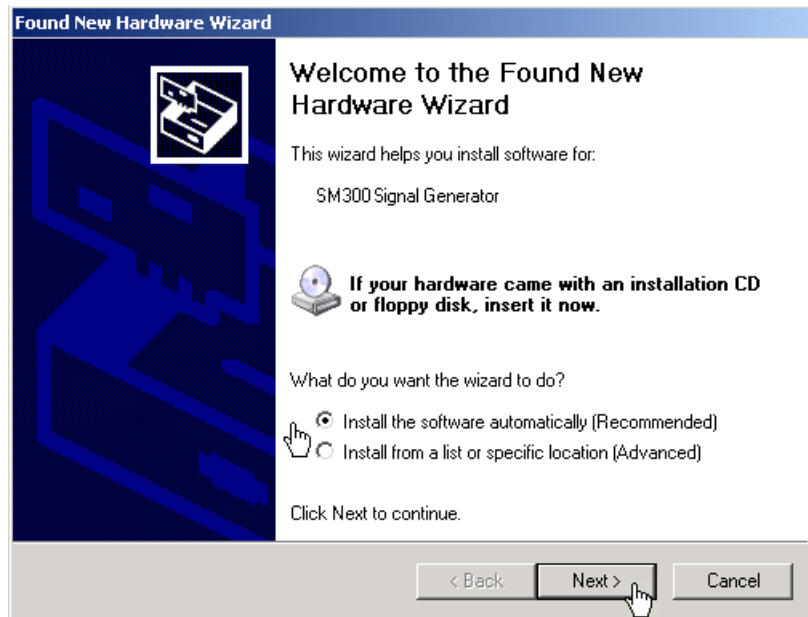 Found New Hardware Wizard
Welcome to the Found New
Hardware Wizard
This wizard helps you install software for:
SM300 Signal Generator
If your hardware came with an installation CD
or floppy disk, insert it now.
What do you want the wizard to do?
Install the software automatically (Recommended)
Install from a list or specific location (Advanced)
Click Next to continue.
< Back Next > Cancel